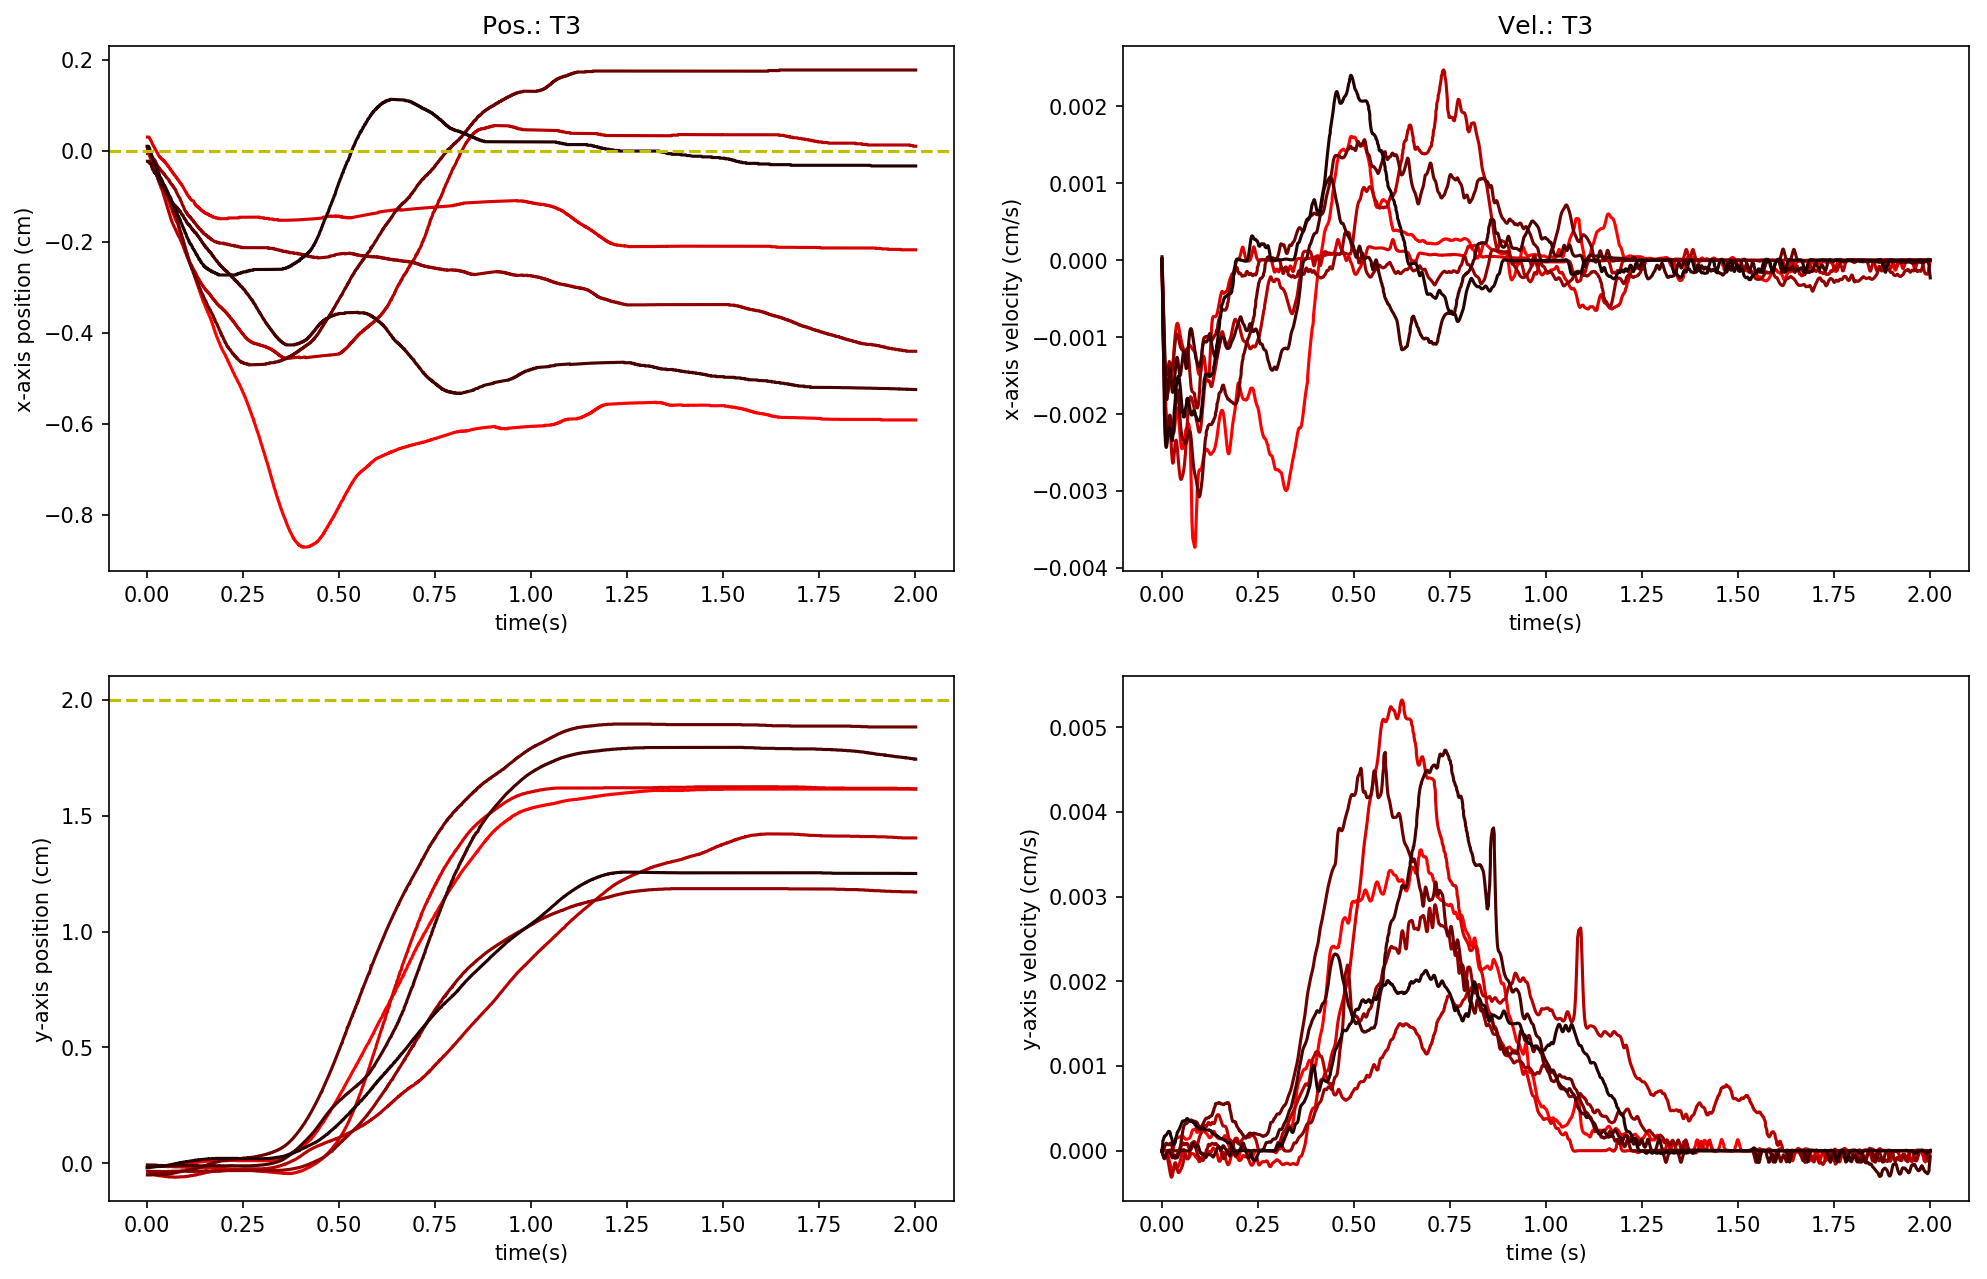 Pos.: T3
0.2
0.0
−0.2
−0.4
−0.6
−0.8
x-axis position (cm)
0.00 0.25 0.50 0.75 1.00 1.25 1.50 1.75 2.00
time(s)
Vel.: T3
0.002
0.001
0.000
−0.001
−0.002
−0.003
−0.004
x-axis velocity (cm/s)
0.00 0.25 0.50 0.75 1.00 1.25 1.50 1.75 2.00
time(s)
2.0
1.5
1.0
0.5
0.0
y-axis position (cm)
0.00 0.25 0.50 0.75 1.00 1.25 1.50 1.75 2.00
time(s)
0.005
0.004
0.003
0.002
0.001
0.000
y-axis velocity (cm/s)
0.00 0.25 0.50 0.75 1.00 1.25 1.50 1.75 2.00
time (s)